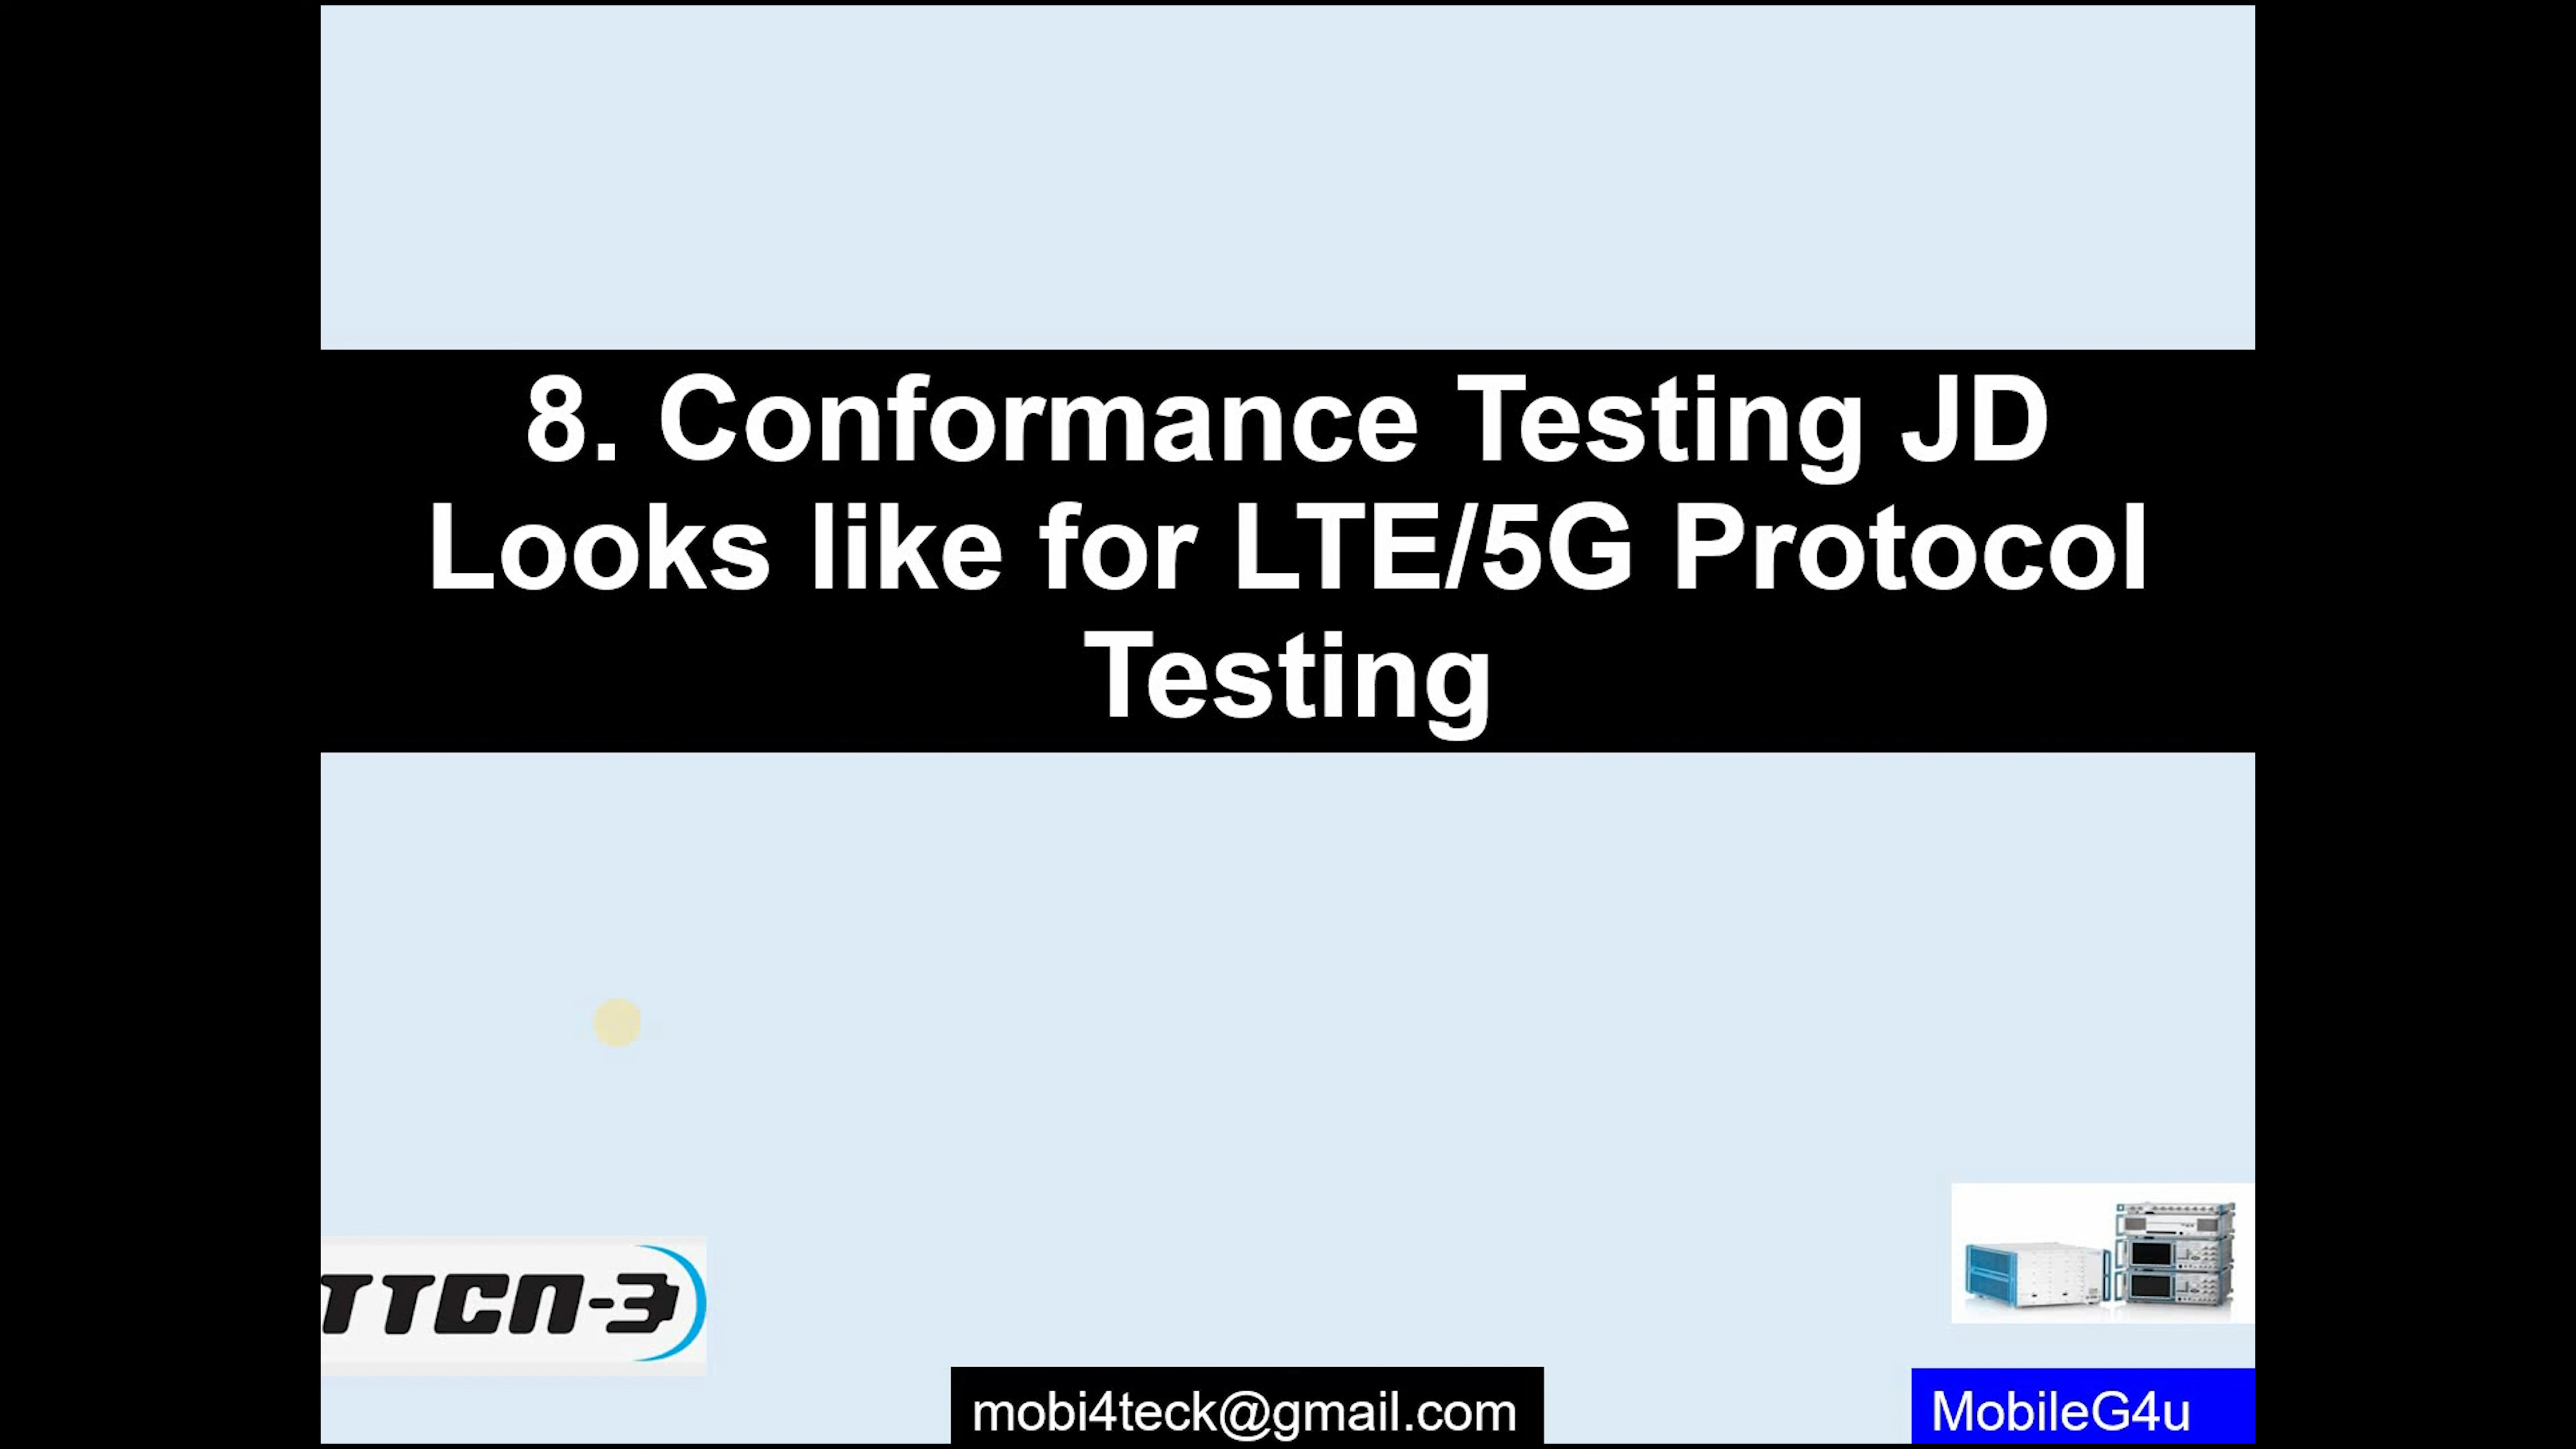 8. Conformance Testing JD
Looks like for LTE/5G Protocol
Testing
TTCN-3
mobi4teck@gmail.com
MobileG4u